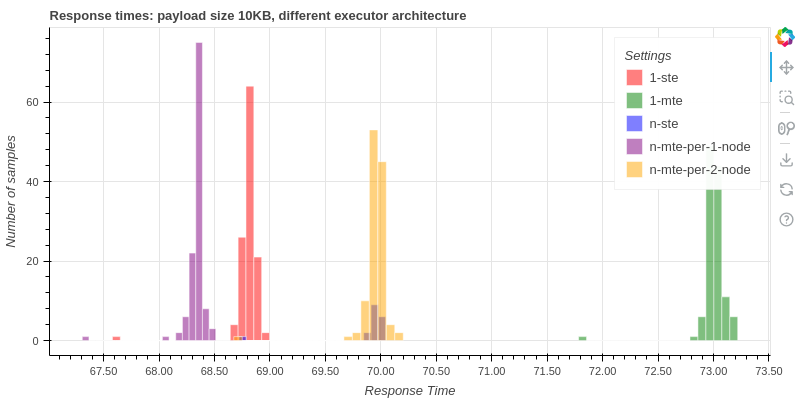 Response times: payload size 10KB, different executor architecture
Settings
1-ste
1-mte
n-ste
n-mte-per-1-node
n-mte-per-2-node
Number of samples
60
40
20
0
67.50 68.00 68.50 69.00 69.50 70.00 70.50 71.00 71.50 72.00 72.50 73.00 73.50
Response Time